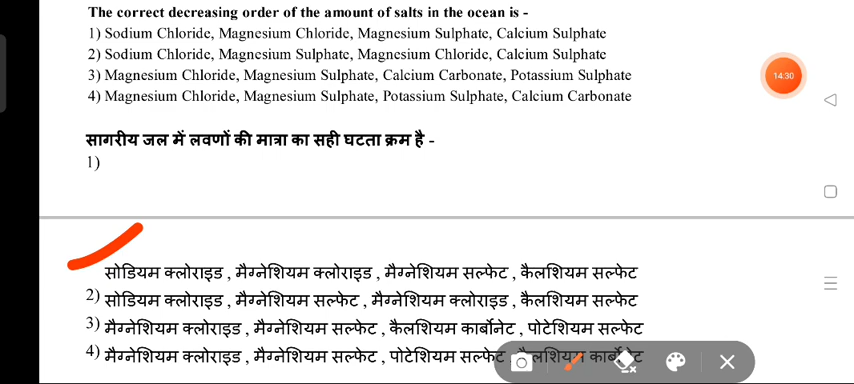 The correct decreasing order of the amount of salts in the ocean is -
1) Sodium Chloride, Magnesium Chloride, Magnesium Sulphate, Calcium Sulphate
2) Sodium Chloride, Magnesium Sulphate, Magnesium Chloride, Calcium Sulphate
3) Magnesium Chloride, Magnesium Sulphate, Calcium Carbonate, Potassium Sulphate
4) Magnesium Chloride, Magnesium Sulphate, Potassium Sulphate, Calcium Carbonate
14:30
सागरीय जल में लवणों की मात्रा का सही घटता क्रम है -
1)
सोडियम क्लोराइड , मैग्नेशियम क्लोराइड , मैग्नेशियम सल्फेट , कैलशियम सल्फेट
2) सोडियम क्लोराइड , मैग्नेशियम सल्फेट , मैग्नेशियम क्लोराइड , कैलशियम सल्फेट
3) मैग्नेशियम क्लोराइड , मैग्नेशियम सल्फेट , कैलशियम कार्बोनेट , पोटेशियम सल्फेट
4) मैग्नेशियम क्लोराइड , मैग्नेशियम सल्फेट , पोटेशियम सल्फेट